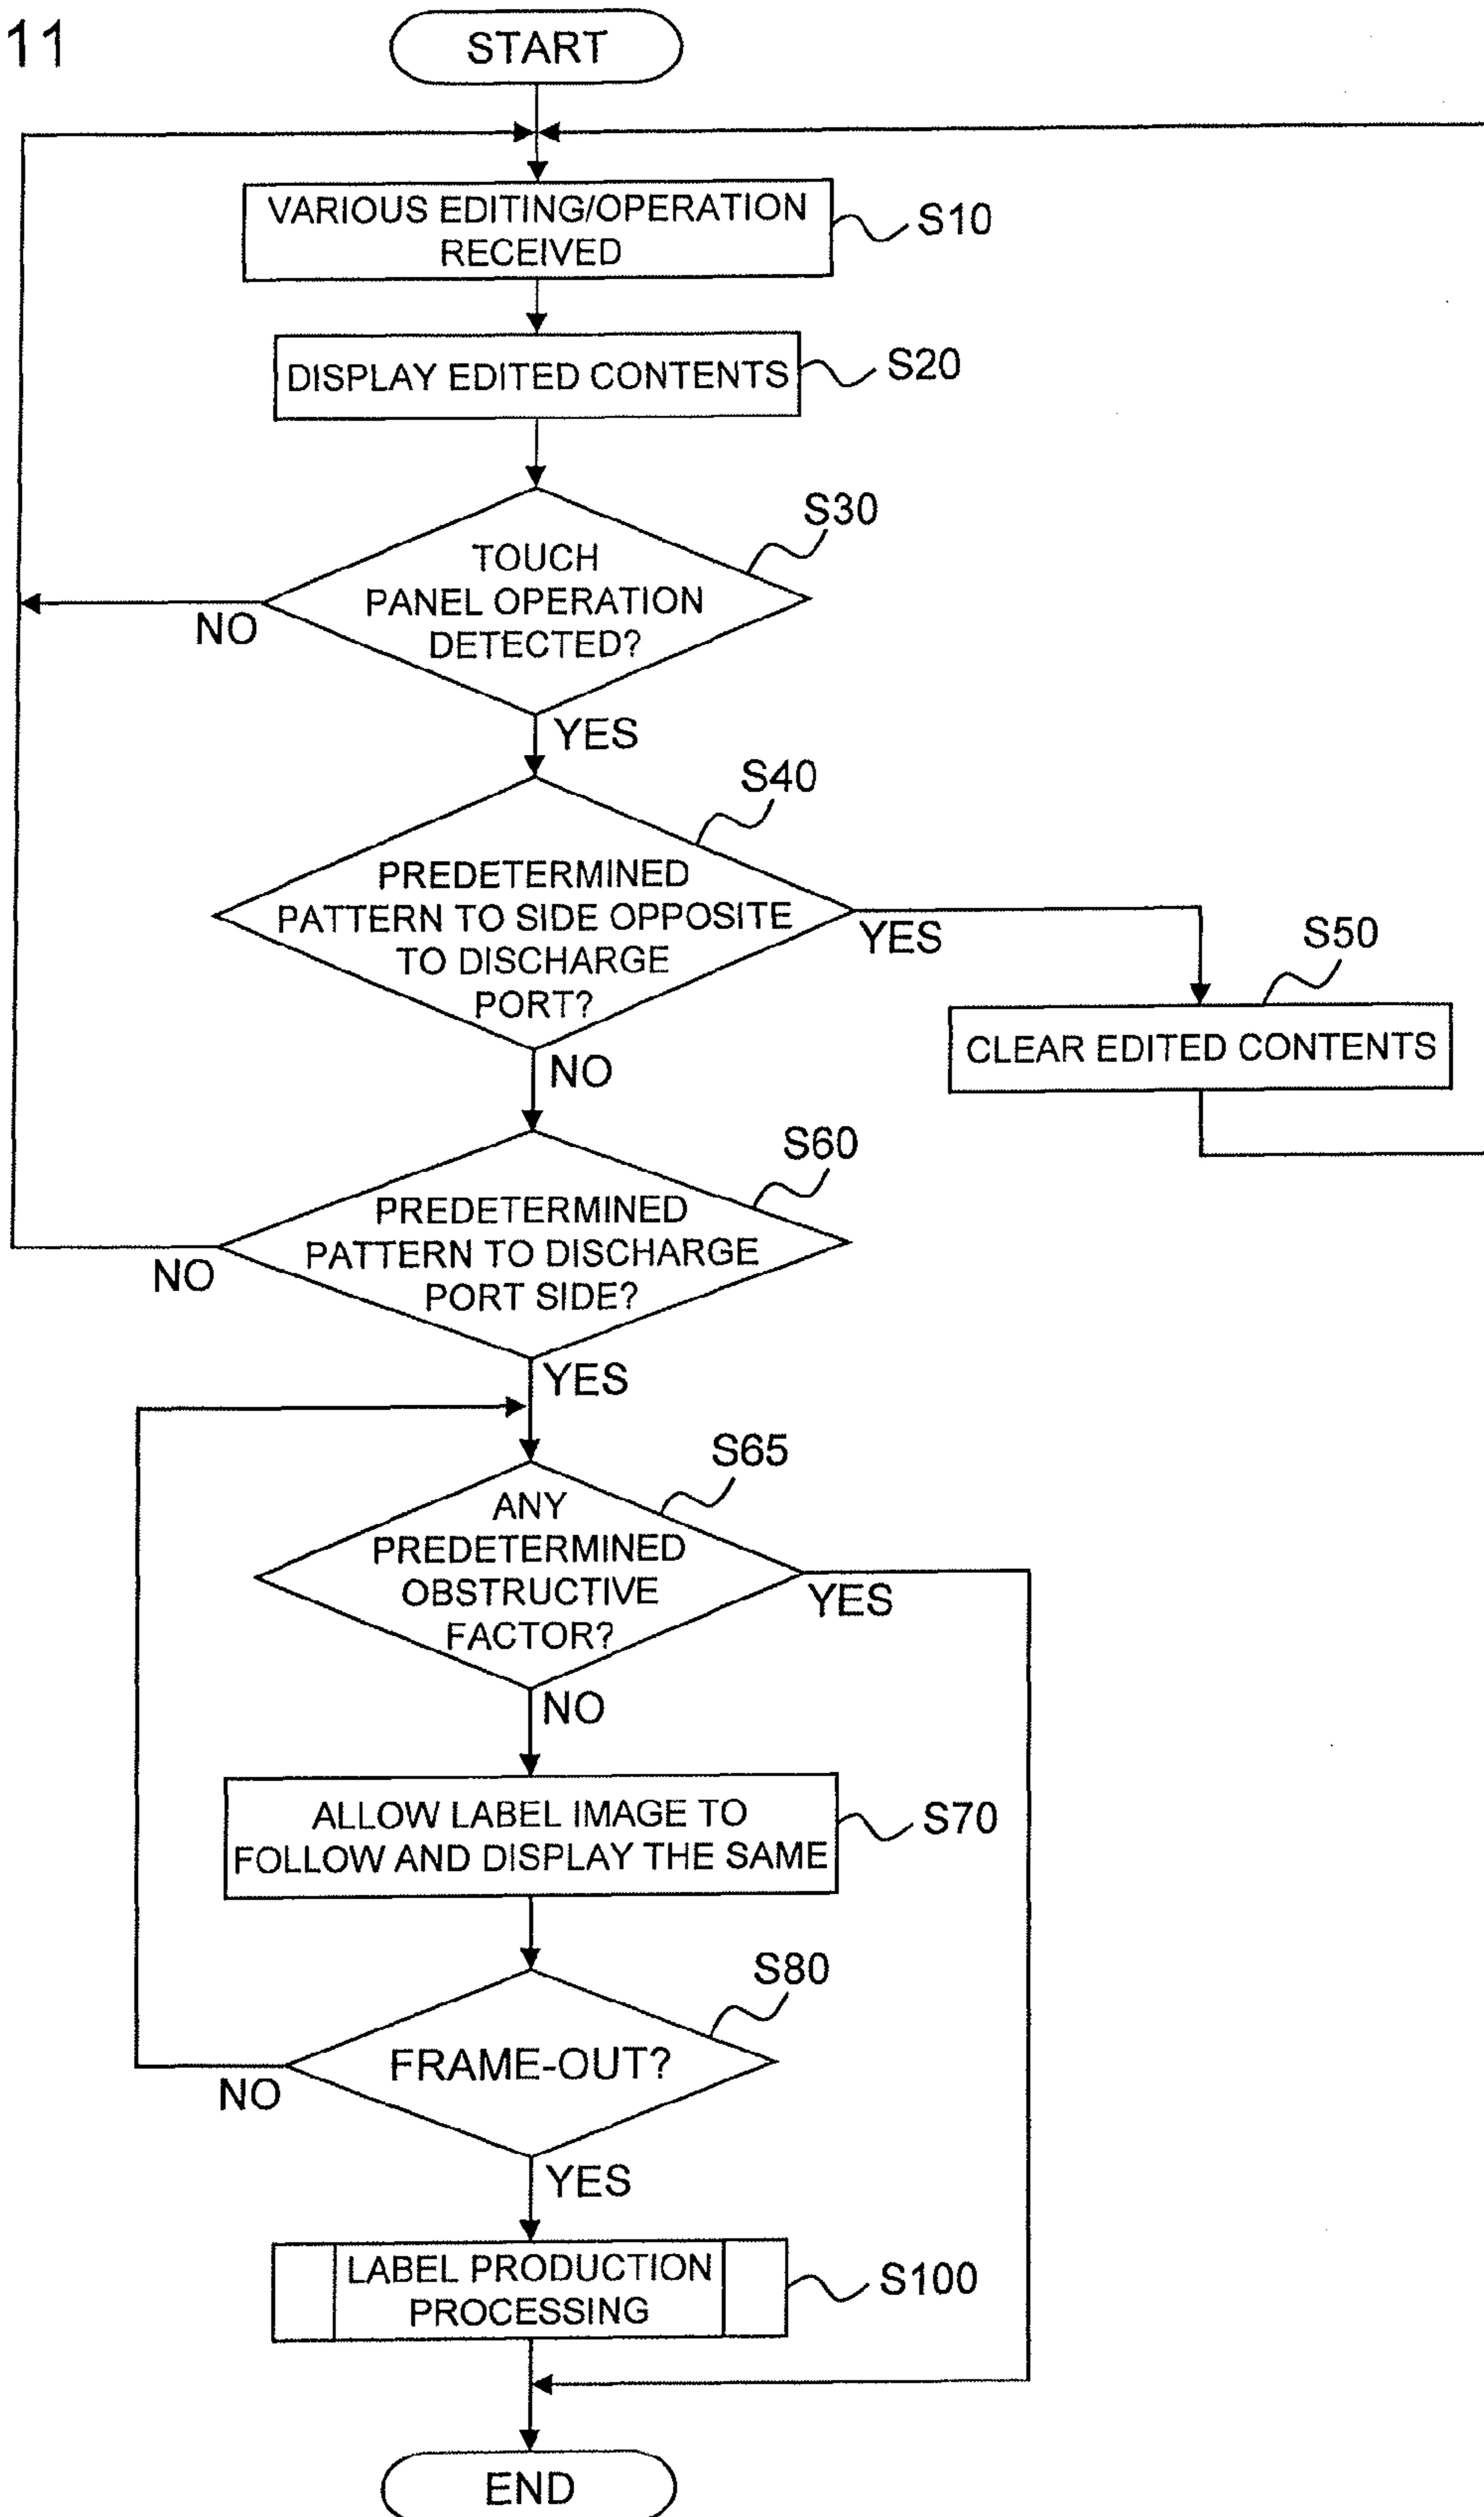 11
START
VARIOUS EDITING/OPERATION
RECEIVED
S10
DISPLAY EDITED CONTENTS
S20
S30
TOUCH
PANEL OPERATION
DETECTED?
NO
YES
S40
PREDETERMINED
PATTERN TO SIDE OPPOSITE
TO DISCHARGE
PORT?
YES
S50
CLEAR EDITED CONTENTS
NO
S60
PREDETERMINED
PATTERN TO DISCHARGE
PORT SIDE?
NO
YES
S65
ANY
PREDETERMINED
OBSTRUCTIVE
FACTOR?
YES
NO
ALLOW LABEL IMAGE TO
FOLLOW AND DISPLAY THE SAME
S70
S80
FRAME-OUT?
NO
YES
LABEL PRODUCTION
PROCESSING
S100
END